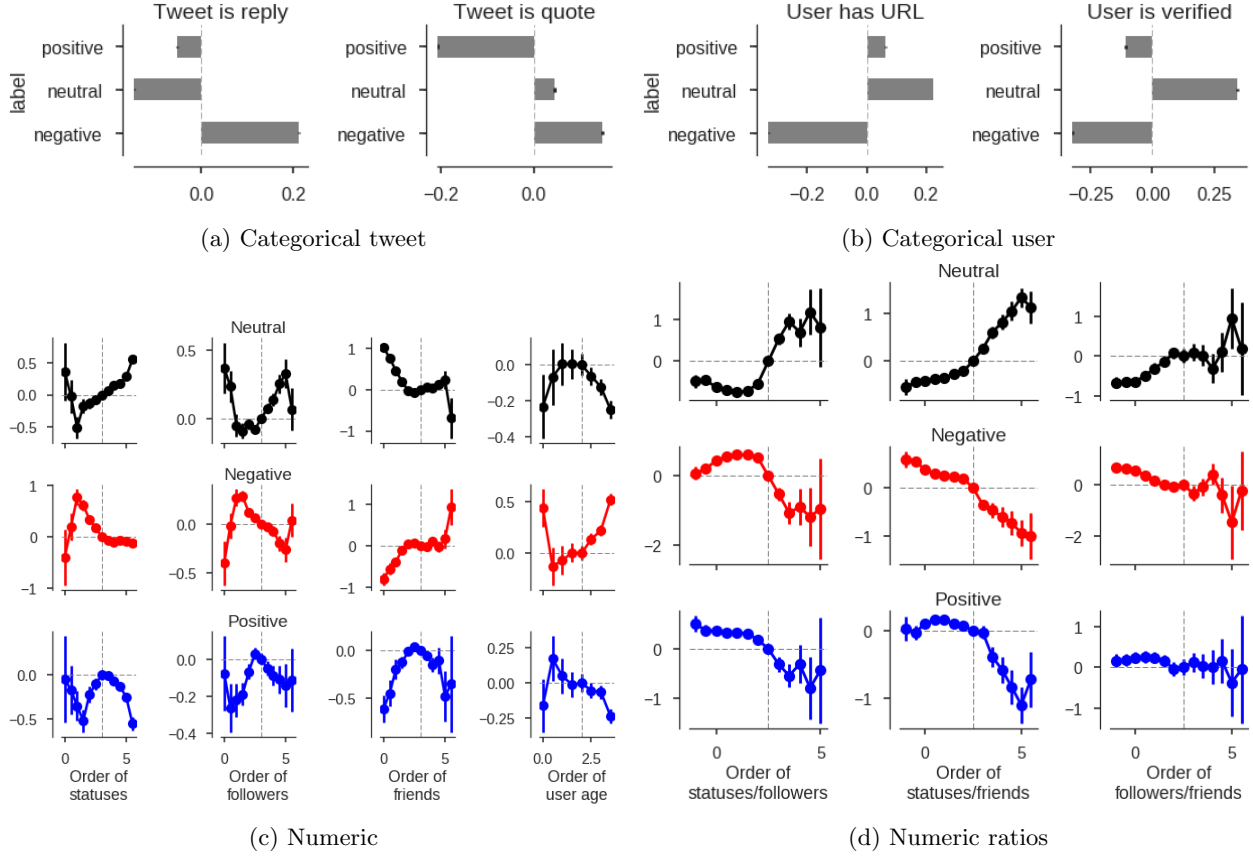 Tweet is reply
Tweet is quote
User has URL
User is verified
label
positive
neutral
negative
0.0
0.2
positive
neutral
negative
−0.2
0.0
label
positive
neutral
negative
−0.2
0.0
0.2
positive
neutral
negative
−0.25
0.00
0.25
(a) Categorical tweet
(b) Categorical user
Neutral
0.5
0.0
−0.5
0.5
0.0
1
0
−1
0.0
−0.2
−0.4
Negative
1
0
−1
0.0
−0.5
0
−1
0.5
0.0
Positive
0.0
−0.5
0.0
−0.2
−0.4
0.0
−0.5
0.25
0.00
−0.25
0
5
0
5
0
5
0.0
2.5
Order of
statuses
Order of
followers
Order of
friends
Order of
user age
(c) Numeric
Neutral
1
0
1
0
1
0
−1
Negative
0
−2
1
0
−1
0
−2
Positive
0
−1
0
−1
1
0
−1
0
5
0
5
0
5
Order of
statuses/followers
Order of
statuses/friends
Order of
followers/friends
(d) Numeric ratios